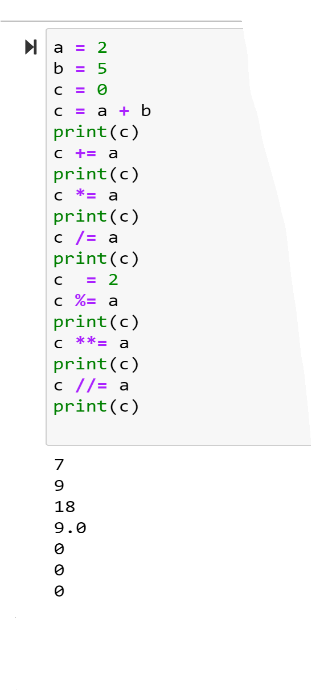 a = 2
b = 5
c = 0
c = a + b
print(c)
c += a
print(c)
c *= a
print(c)
c /= a
print(c)
c  = 2
c %= a
print(c)
c **= a
print(c)
c //= a
print(c)
7
9
18
9.0
0
0
0